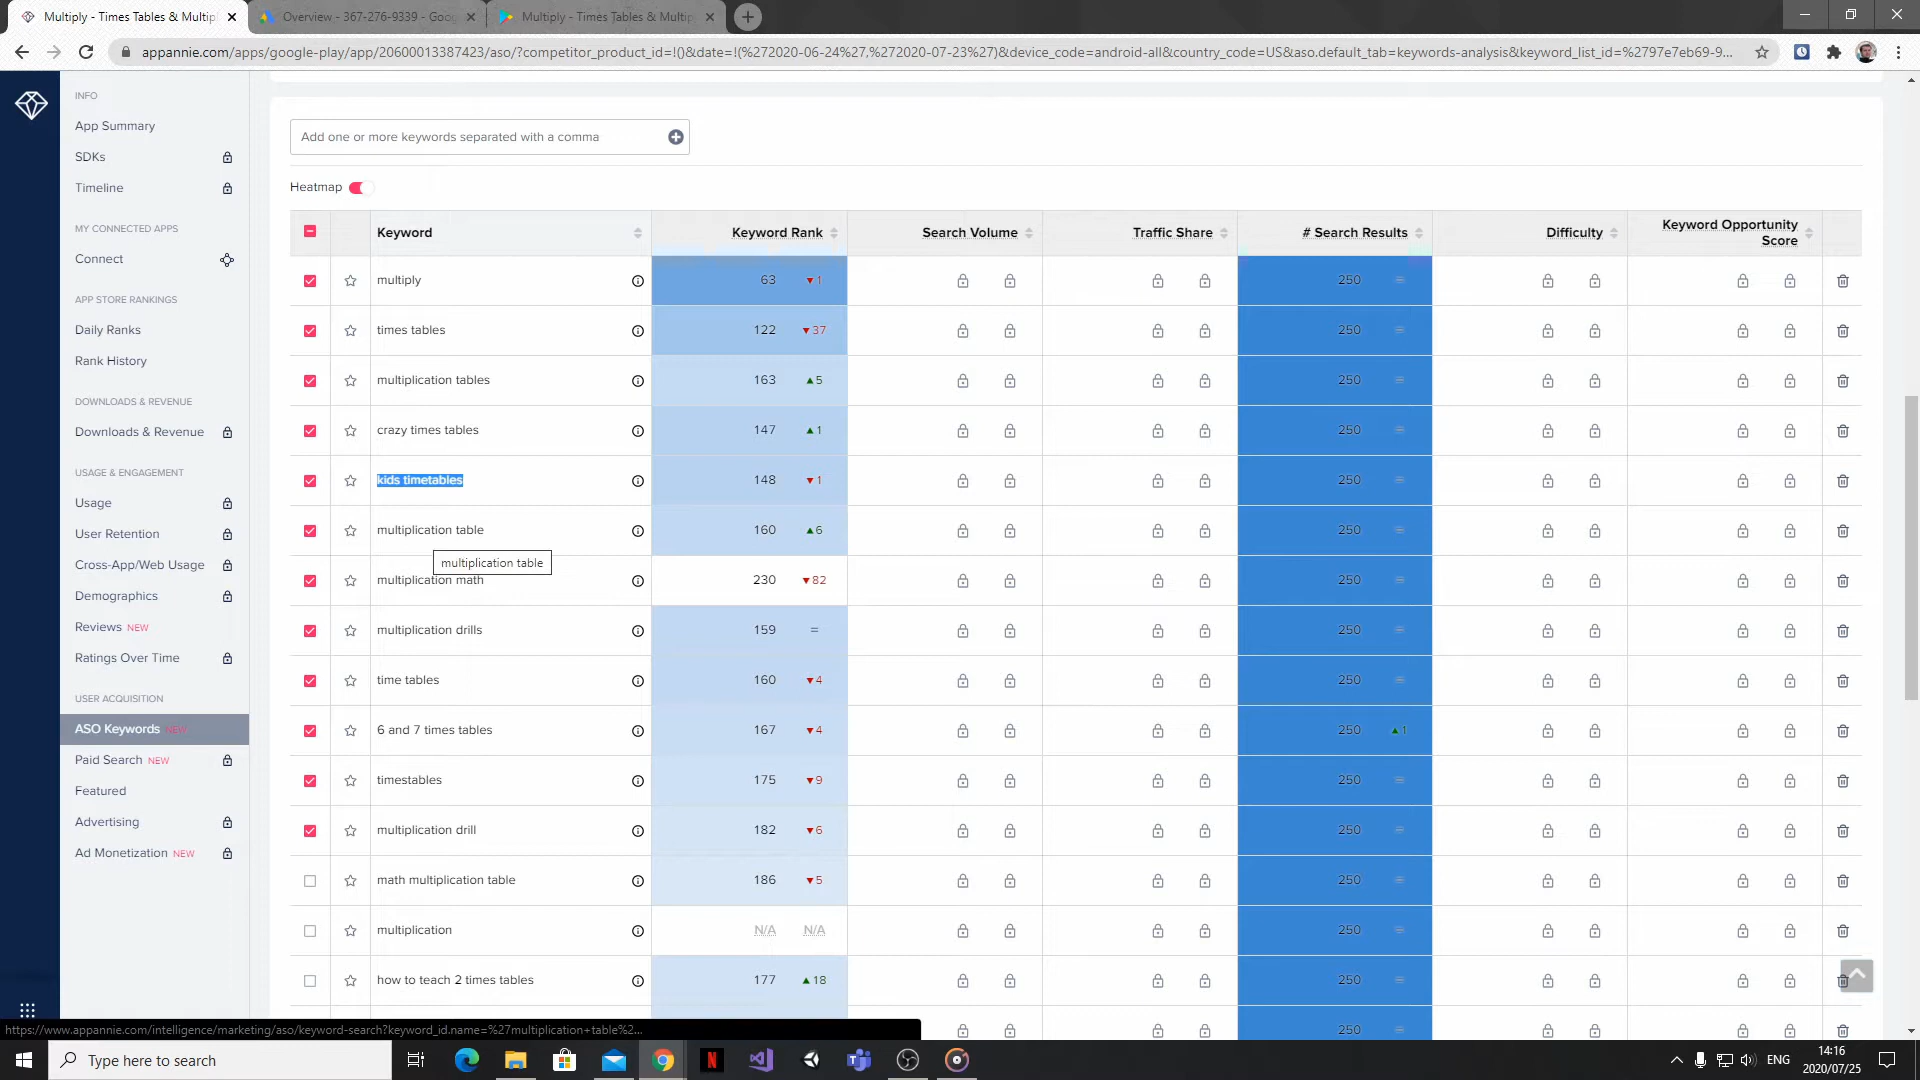 Multiply - Times Tables & Multip
Overview - 367-276-9339 - Goog
Multiply - Times Tables & Multip
appannie.com/apps/google-play/app/20600013387423/aso/?competitor_product_id=!()&date=!(%272020-06-24%27,%272020-07-23%27)&device_code=android-all&country_code=US&aso.default_tab=keywords-analysis&keyword_list_id=%2797e7eb69-9...
INFO
App Summary
SDKs
Timeline
MY CONNECTED APPS
Connect
APP STORE RANKINGS
Daily Ranks
Rank History
DOWNLOADS & REVENUE
Downloads & Revenue
USAGE & ENGAGEMENT
Usage
User Retention
Cross-App/Web Usage
Demographics
Reviews NEW
Ratings Over Time
USER ACQUISITION
ASO Keywords NEW
Paid Search NEW
Featured
Advertising
Ad Monetization NEW
Add one or more keywords separated with a comma
Heatmap
Keyword Keyword Rank Search Volume Traffic Share # Search Results Difficulty Keyword Opportunity
Score
multiply 63 ▼1 250 =
times tables 122 ▼37 250 =
multiplication tables 163 ▲5 250 =
crazy times tables 147 ▲1 250 =
kids timetables 148 ▼1 250 =
multiplication table 160 ▲6 250 =
multiplication table
multiplication math 230 ▼82 250 =
multiplication drills 159 = 250 =
time tables 160 ▼4 250 =
6 and 7 times tables 167 ▼4 250 ▲1
timestables 175 ▼9 250 =
multiplication drill 182 ▼6 250 =
math multiplication table 186 ▼5 250 =
multiplication N/A N/A 250 =
how to teach 2 times tables 177 ▲18 250 =
250 =
https://www.appannie.com/intelligence/marketing/aso/keyword-search?keyword_id.name=%27multiplication+table%2...
Type here to search
ENG
14:16
2020/07/25